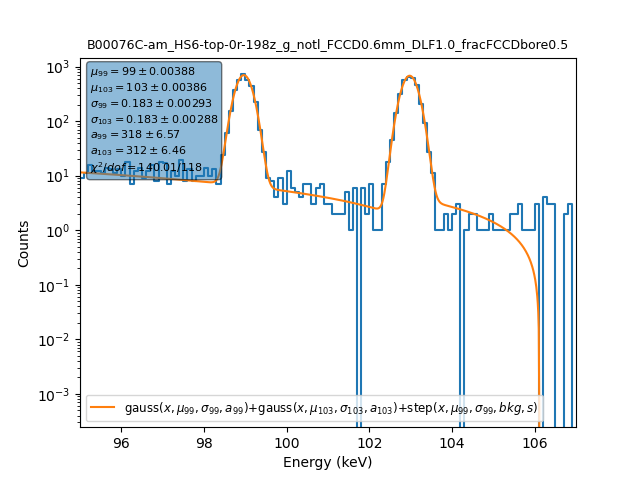 B00076C-am_HS6-top-0r-198z_g_notl_FCCD0.6mm_DLF1.0_fracFCCDbore0.5
μ99 = 99 ± 0.00388
μ103 = 103 ± 0.00386
σ99 = 0.183 ± 0.00293
σ103 = 0.183 ± 0.00288
a99 = 318 ± 6.57
a103 = 312 ± 6.46
χ²/dof = 140.01/118
10³
10²
10¹
10⁰
10⁻¹
10⁻²
10⁻³
Counts
gauss(x, μ99, σ99, a99)+gauss(x, μ103, σ103, a103)+step(x, μ99, σ99, bkg, s)
96 98 100 102 104 106
Energy (keV)